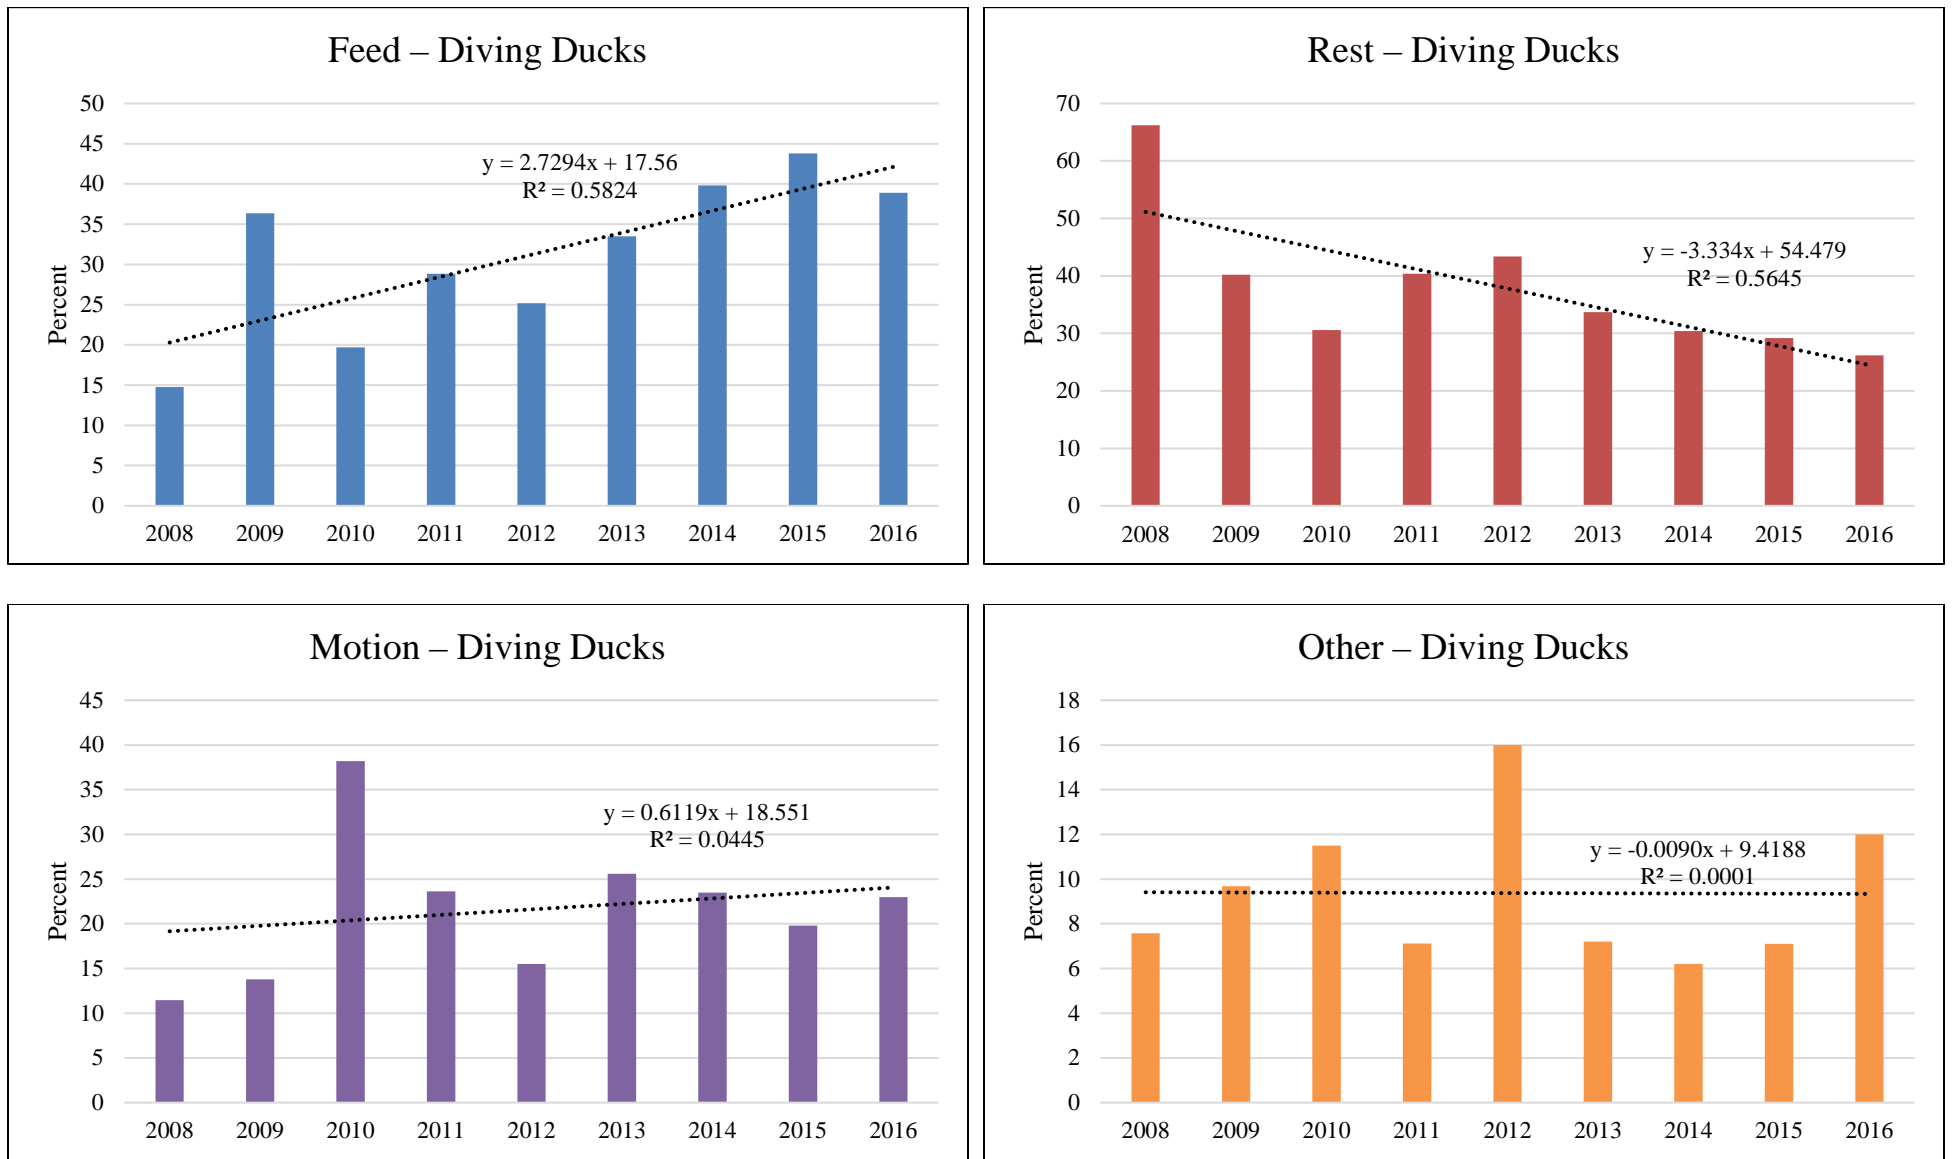 Feed – Diving Ducks
50
45
40
35
30
25
20
15
10
5
0
Percent
y = 2.7294x + 17.56
R² = 0.5824
2008 2009 2010 2011 2012 2013 2014 2015 2016
Rest – Diving Ducks
70
60
50
40
30
20
10
0
Percent
y = -3.334x + 54.479
R² = 0.5645
2008 2009 2010 2011 2012 2013 2014 2015 2016
Motion – Diving Ducks
45
40
35
30
25
20
15
10
5
0
Percent
y = 0.6119x + 18.551
R² = 0.0445
2008 2009 2010 2011 2012 2013 2014 2015 2016
Other – Diving Ducks
18
16
14
12
10
8
6
4
2
0
Percent
y = -0.0090x + 9.4188
R² = 0.0001
2008 2009 2010 2011 2012 2013 2014 2015 2016